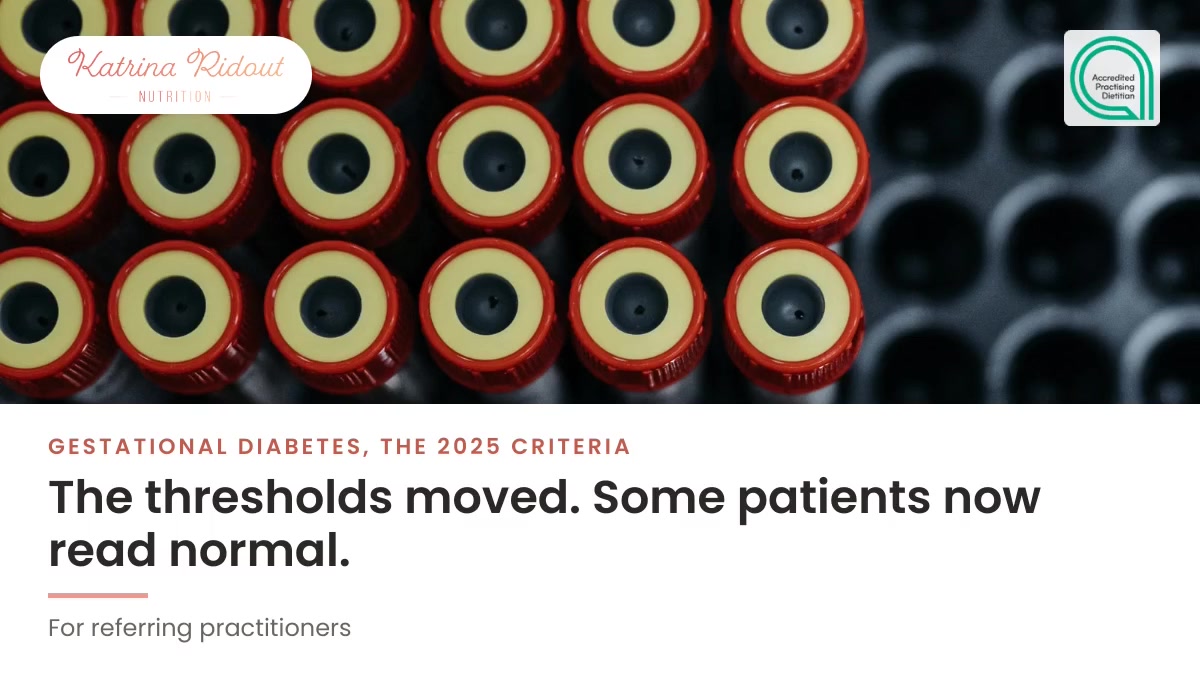 Katrina Ridout
NUTRITION
Accredited
Practising
Dietitian
GESTATIONAL DIABETES, THE 2025 CRITERIA
The thresholds moved. Some patients now
read normal.
For referring practitioners